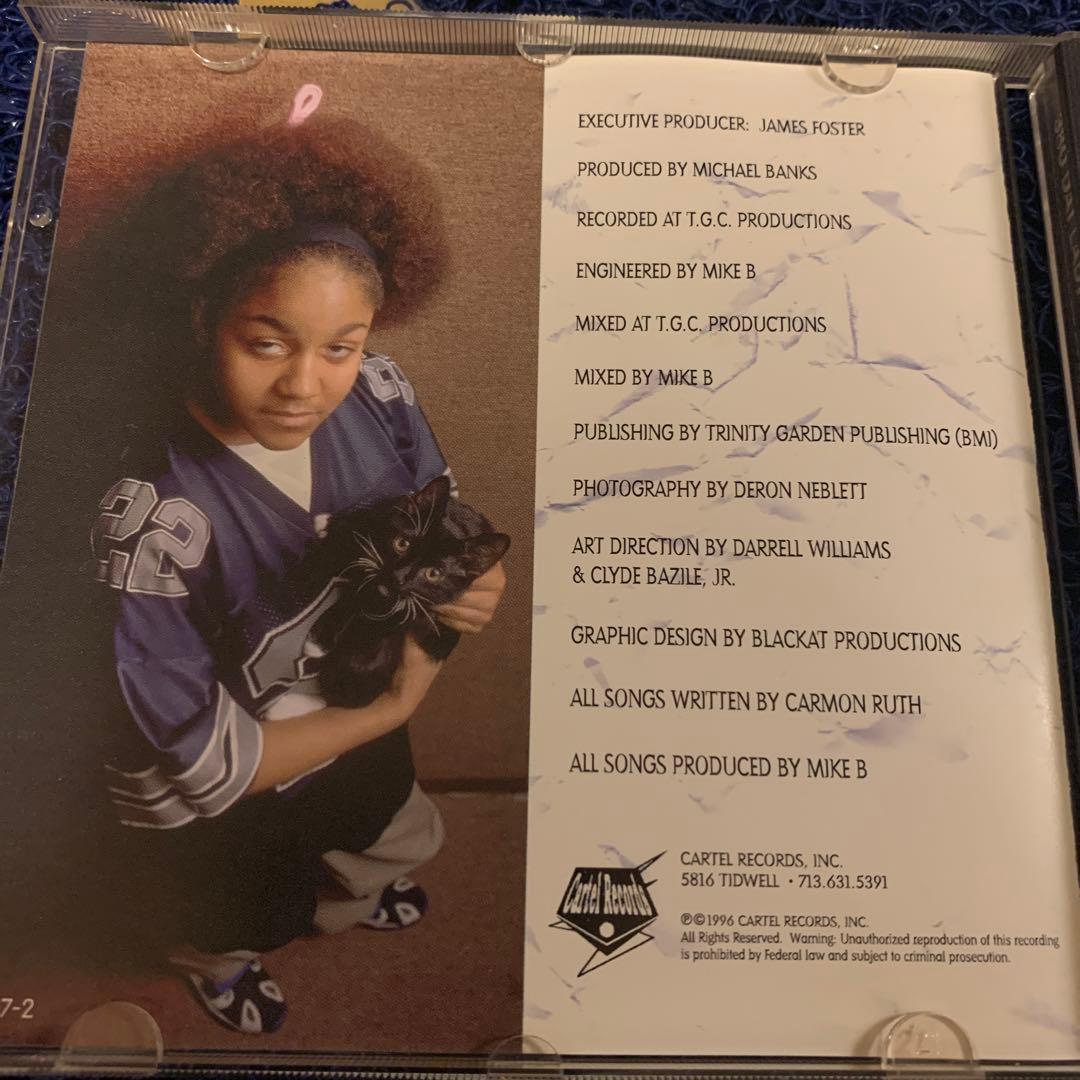 22
7-2
EXECUTIVE PRODUCER: JAMES FOSTER
PRODUCED BY MICHAEL BANKS
RECORDED AT T.G.C. PRODUCTIONS
ENGINEERED BY MIKE B
MIXED AT T.G.C. PRODUCTIONS
MIXED BY MIKE B
PUBLISHING BY TRINITY GARDEN PUBLISHING (BMI)
PHOTOGRAPHY BY DERON NEBLETT
ART DIRECTION BY DARRELL WILLIAMS
& CLYDE BAZILE, JR.
GRAPHIC DESIGN BY BLACKAT PRODUCTIONS
ALL SONGS WRITTEN BY CARMON RUTH
ALL SONGS PRODUCED BY MIKE B
Cartel Records
CARTEL RECORDS, INC.
5816 TIDWELL • 713.631.5391
℗©1996 CARTEL RECORDS, INC.
All Rights Reserved. Warning: Unauthorized reproduction of this recording
is prohibited by Federal law and subject to criminal prosecution.